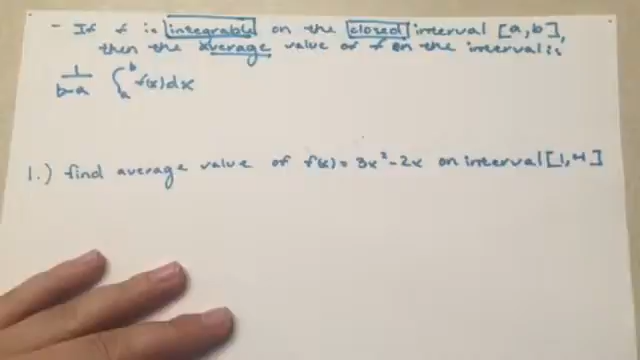 - If f is integrable on the closed interval [a,b],
then the average value of f on the interval is:
1/b-a ∫ₐᵇ f(x)dx
1.) find average value of f(x) = 3x² - 2x on interval [1,4]